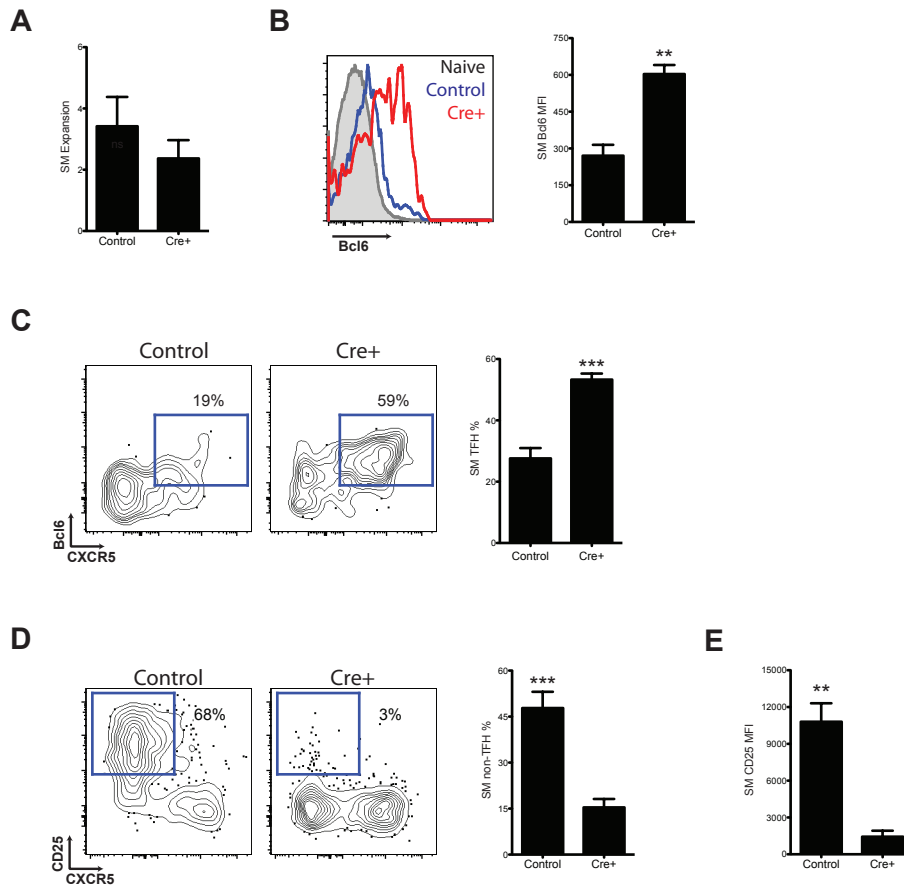 A
6
4
2
0
SM Expansion
ns
Control
Cre+
B
Naive
Control
Cre+
Bcl6
750
600
450
300
150
0
SM Bcl6 MFI
**
Control
Cre+
C
Control
Cre+
19%
59%
Bcl6
CXCR5
60
40
20
0
SM TFH %
***
Control
Cre+
D
Control
Cre+
68%
3%
CD25
CXCR5
60
45
30
15
0
SM non-TFH %
***
Control
Cre+
E
15000
12000
9000
6000
3000
0
SM CD25 MFI
**
Control
Cre+